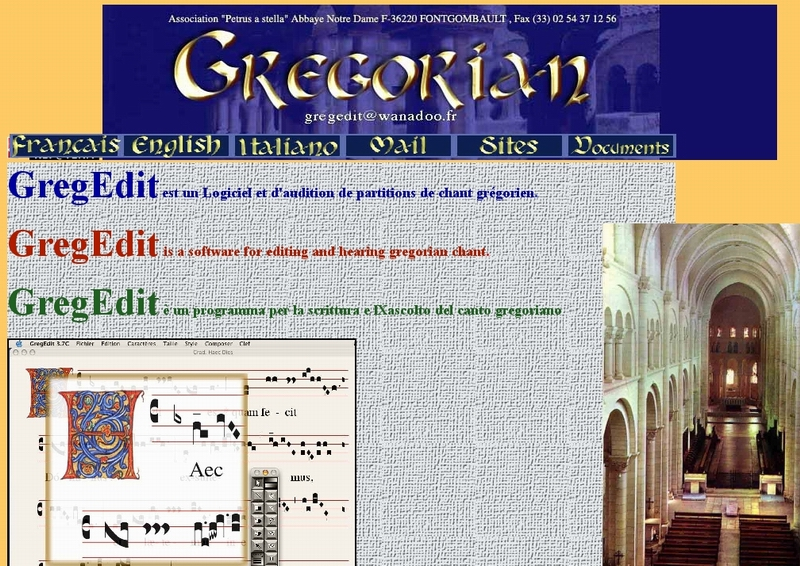 Association "Petrus a stella" Abbaye Notre Dame F-36220 FONTGOMBAULT , Fax (33) 02 54 37 12 56
GREGORIAN
gregedit@wanadoo.fr
Français English Italiano Mail Sites Documents
GregEdit est un Logiciel et d'audition de partitions de chant grégorien.
GregEdit is a software for editing and hearing gregorian chant.
GregEdit è un programma per la scrittura e lXascolto del canto gregoriano
GregEdit 3.7C Fichier Edition Caractères Taille Style Composer Clef
Grad. Haec Dies
quam fe - cit
Aec
mus,